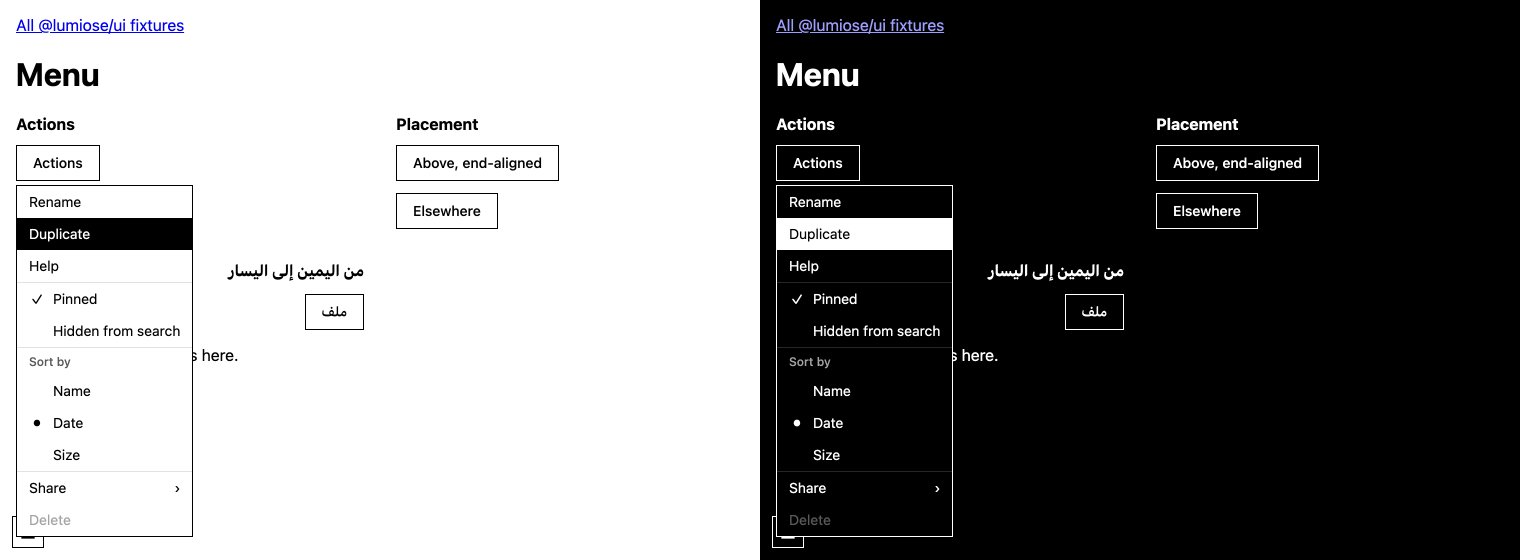 All @lumiose/ui fixtures
Menu
Actions
Actions
Rename
Duplicate
Help
✓ Pinned
Hidden from search
Sort by
Name
● Date
Size
Share ›
Delete
من اليمين إلى اليسار
ملف
s here.
Placement
Above, end-aligned
Elsewhere
All @lumiose/ui fixtures
Menu
Actions
Actions
Rename
Duplicate
Help
✓ Pinned
Hidden from search
Sort by
Name
● Date
Size
Share ›
Delete
من اليمين إلى اليسار
ملف
s here.
Placement
Above, end-aligned
Elsewhere